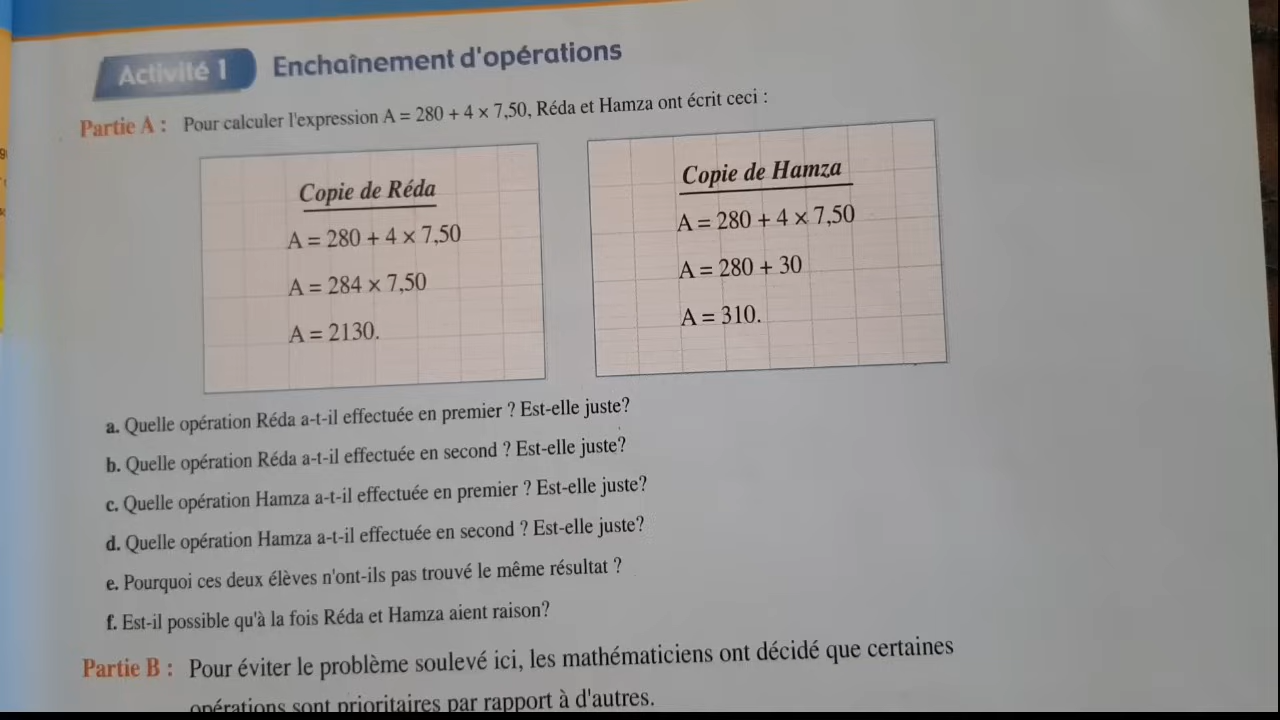 Activité 1 Enchaînement d'opérations
Partie A : Pour calculer l'expression A = 280 + 4 × 7,50, Réda et Hamza ont écrit ceci :
Copie de Réda
A = 280 + 4 × 7,50
A = 284 × 7,50
A = 2130.
Copie de Hamza
A = 280 + 4 × 7,50
A = 280 + 30
A = 310.
a. Quelle opération Réda a-t-il effectuée en premier ? Est-elle juste?
b. Quelle opération Réda a-t-il effectuée en second ? Est-elle juste?
c. Quelle opération Hamza a-t-il effectuée en premier ? Est-elle juste?
d. Quelle opération Hamza a-t-il effectuée en second ? Est-elle juste?
e. Pourquoi ces deux élèves n'ont-ils pas trouvé le même résultat ?
f. Est-il possible qu'à la fois Réda et Hamza aient raison?
Partie B : Pour éviter le problème soulevé ici, les mathématiciens ont décidé que certaines
opérations sont prioritaires par rapport à d'autres.